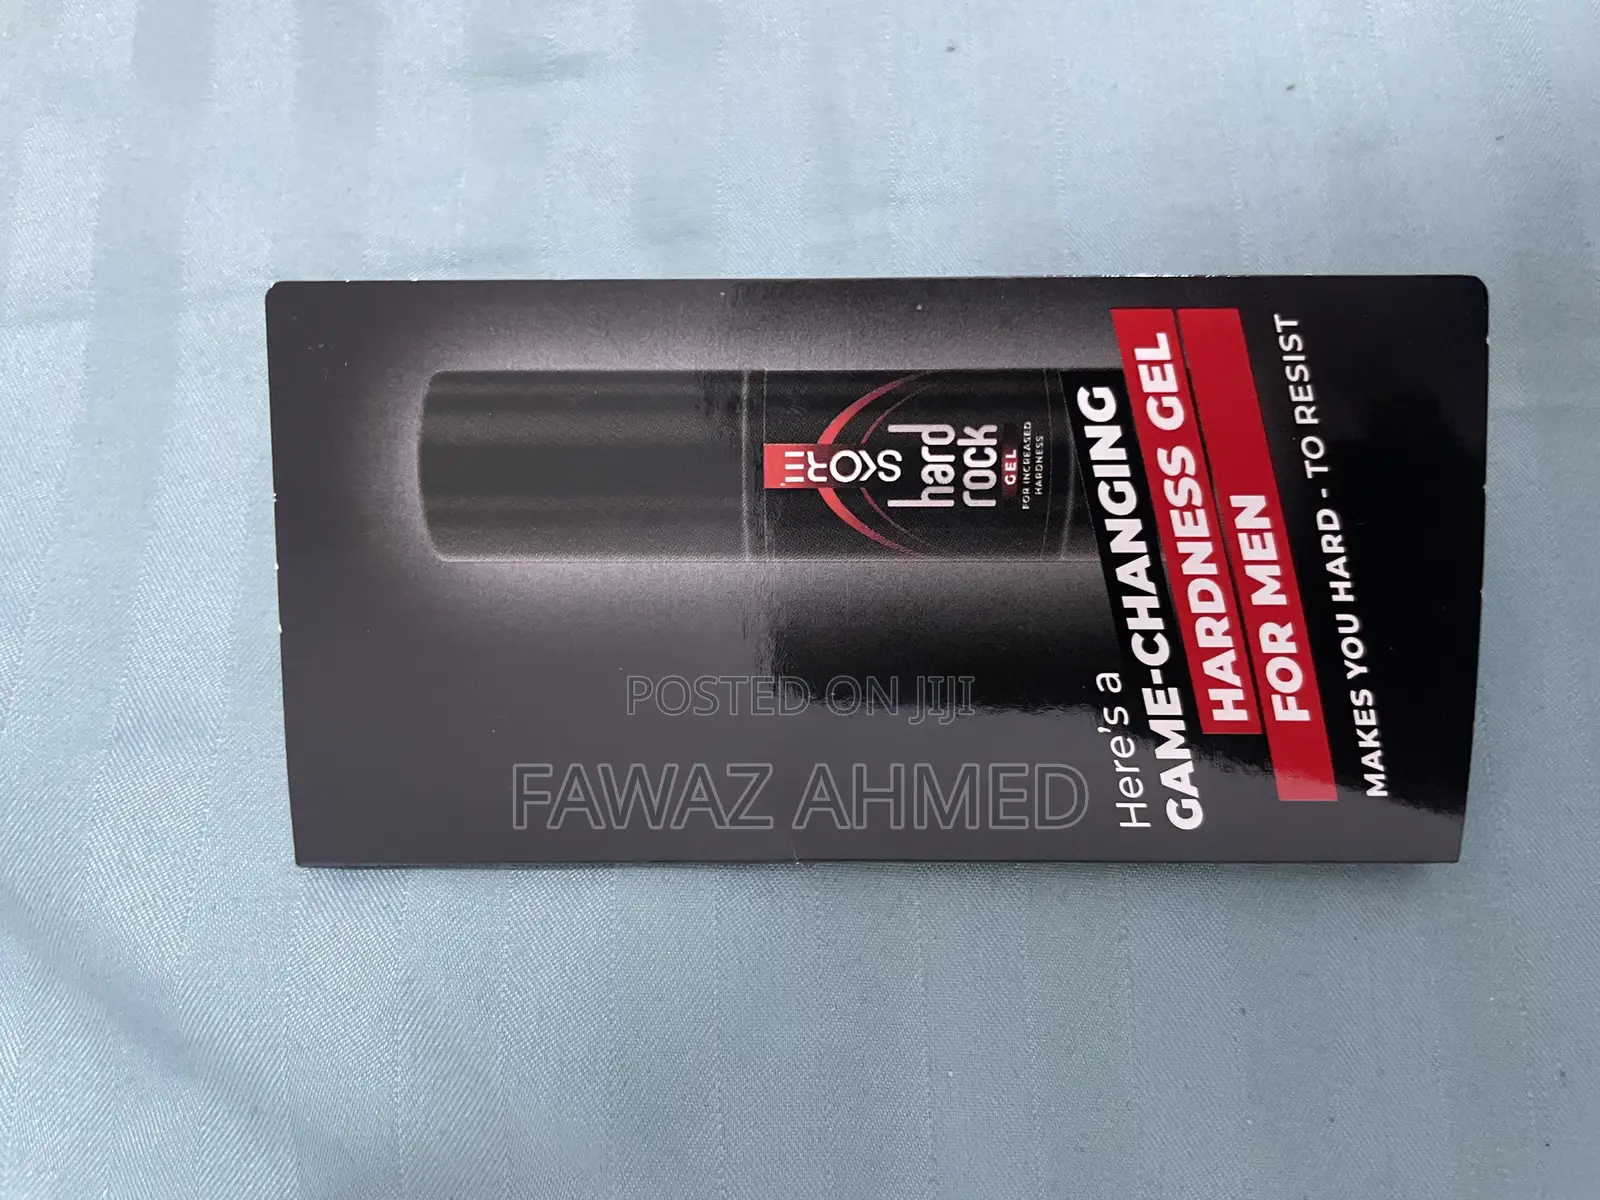 SKORE
hard
rock
GEL
FOR INCREASED
HARDNESS
Here's a
GAME-CHANGING
HARDNESS GEL
FOR MEN
MAKES YOU HARD - TO RESIST
POSTED ON JIJI
FAWAZ AHMED